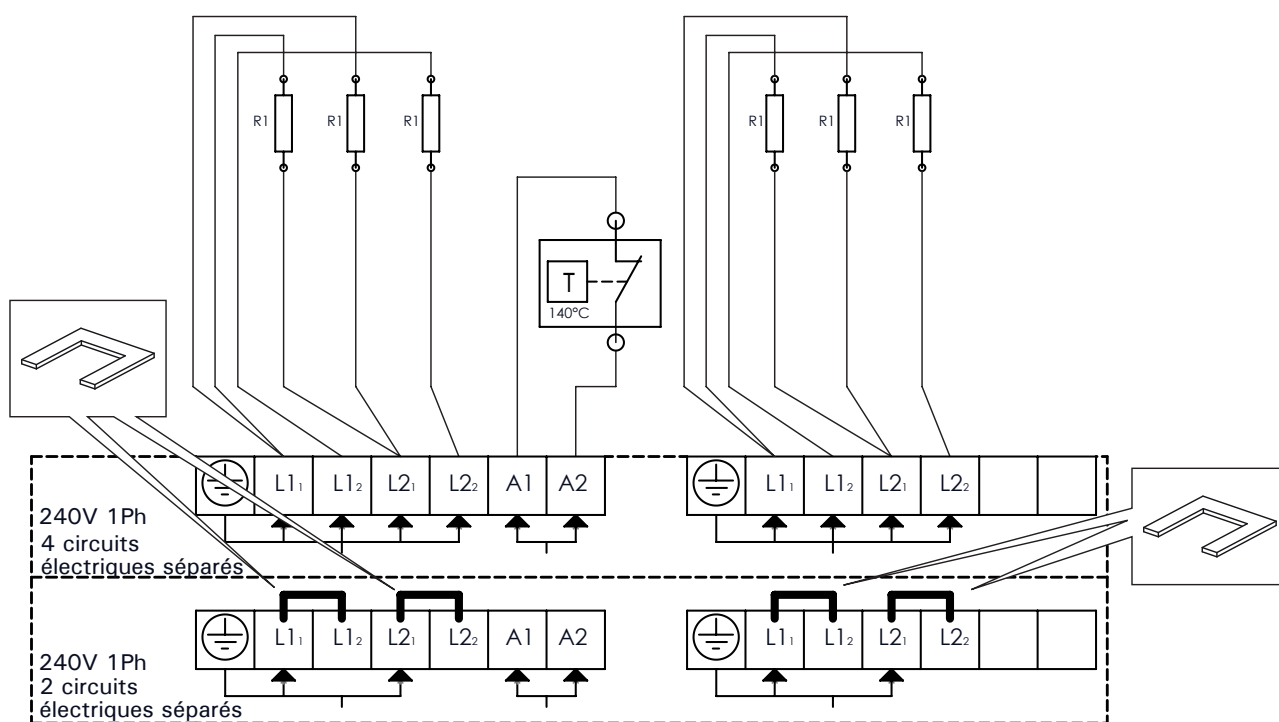 R1 R1 R1 R1 R1 R1
T
140°C
L1₁ L1₂ L2₁ L2₂ A1 A2 L1₁ L1₂ L2₁ L2₂
240V 1Ph
4 circuits
électriques séparés
L1₁ L1₂ L2₁ L2₂ A1 A2 L1₁ L1₂ L2₁ L2₂
240V 1Ph
2 circuits
électriques séparés